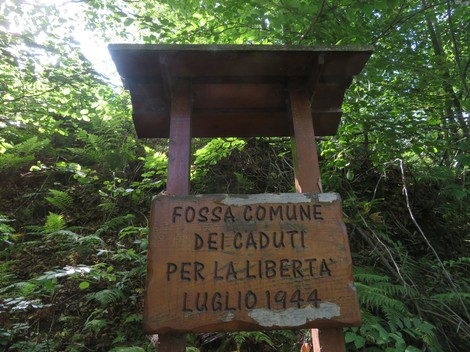 FOSSA COMUNE
DEI CADUTI
PER LA LIBERTA'
LUGLIO 1944